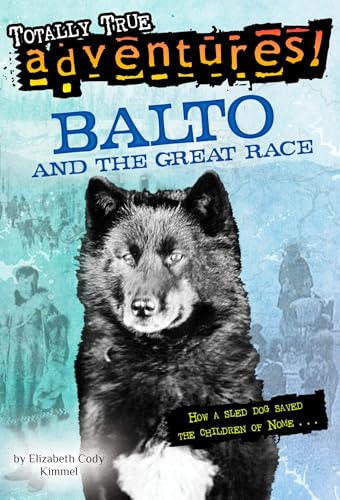 TOTALLY TRUE
adventures!
BALTO
AND THE GREAT RACE
HOW A SLED DOG SAVED
THE CHILDREN OF NOME . . .
by Elizabeth Cody
Kimmel